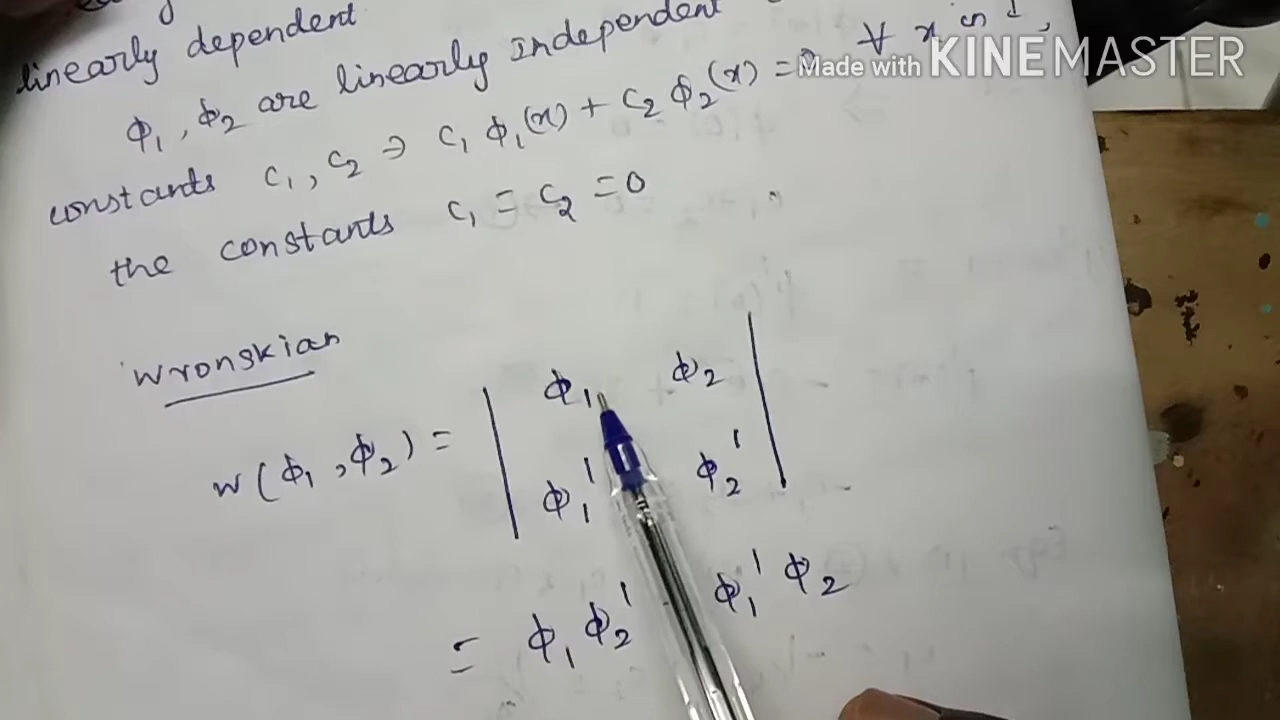 linearly dependent
ϕ₁, ϕ₂ are linearly independent
constants c₁, c₂ ⇒ c₁ ϕ₁(x) + c₂ ϕ₂(x) = 0 ∀ x in I,
the constants c₁ = c₂ = 0
Made with KINEMASTER
Wronskian
W(ϕ₁, ϕ₂) = | ϕ₁ ϕ₂ |
| ϕ₁' ϕ₂' |
= ϕ₁ ϕ₂' ϕ₁' ϕ₂